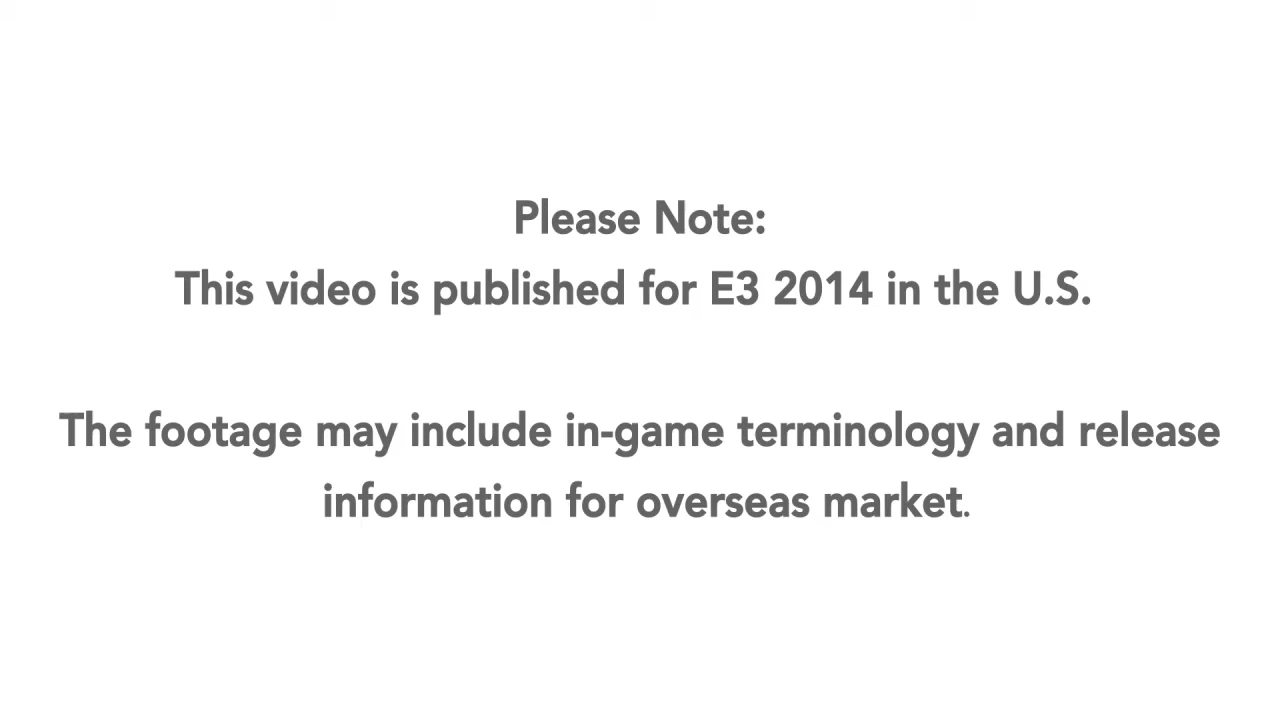 Please Note:
This video is published for E3 2014 in the U.S.
The footage may include in-game terminology and release
information for overseas market.